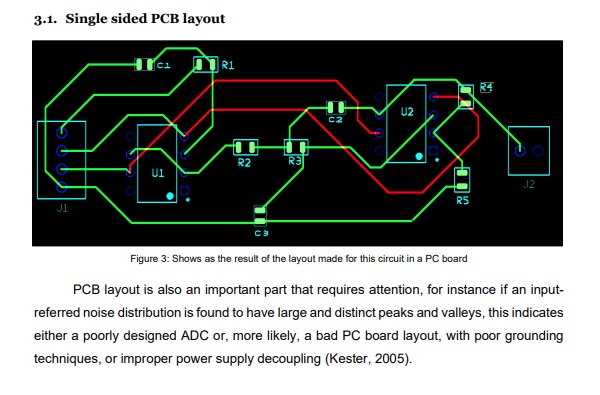 3.1. Single sided PCB layout
C1
R1
R4
C2
U2
U1
R2
R3
J2
J1
R5
C3
Figure 3: Shows as the result of the layout made for this circuit in a PC board
PCB layout is also an important part that requires attention, for instance if an input-
referred noise distribution is found to have large and distinct peaks and valleys, this indicates
either a poorly designed ADC or, more likely, a bad PC board layout, with poor grounding
techniques, or improper power supply decoupling (Kester, 2005).